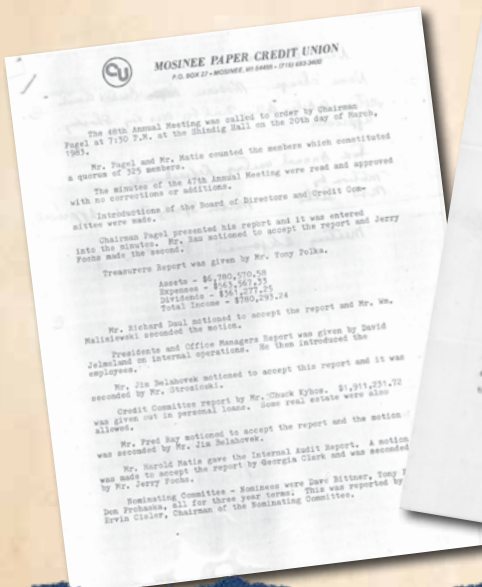 CU
MOSINEE PAPER CREDIT UNION
P.O. BOX 27 • MOSINEE, WI 54455 • (715) 693-3400
The 48th Annual Meeting was called to order by Chairman
Pagel at 7:30 P.M. at the Shindig Hall on the 20th day of March,
1983.
Mr. Pagel and Mr. Matis counted the members which constituted
a quorum of 325 members.
The minutes of the 47th Annual Meeting were read and approved
with no corrections or additions.
Introductions of the Board of Directors and Credit Com-
mittee were made.
Chairman Pagel presented his report and it was entered
into the minutes. Mr. Ray motioned to accept the report and Jerry
Fochs made the second.
Treasurers Report was given by Mr. Tony Polka.
Assets - $6,780,570.58
Expenses - $563,567.33
Dividends - $361,277.25
Total Income - $780,293.24
Mr. Richard Daul motioned to accept the report and Mr. Wm.
Malisiewski seconded the motion.
Presidents and Office Managers Report was given by David
Jelmeland on internal operations. He then introduced the
employees.
Mr. Jim Belahovek motioned to accept this report and it was
seconded by Mr.
Credit Committee report by Mr. Chuck Kyhos. $1,911,231.72
was given out in personal loans. Some real estate were also
allowed.
Mr. Fred Ray motioned to accept the report and the motion
was seconded by Mr. Jim Belahovek.
Mr. Harold Matis gave the Internal Audit Report. A motion
was made to accept the report by Georgia Clark and was seconded
by Mr. Jerry Fochs.
Nominating Committee - Nominees were Dave Bittner, Tony
Don Prohaska, all for three year terms. This was reported by
Ervin Cisler, Chairman of the Nominating Committee.